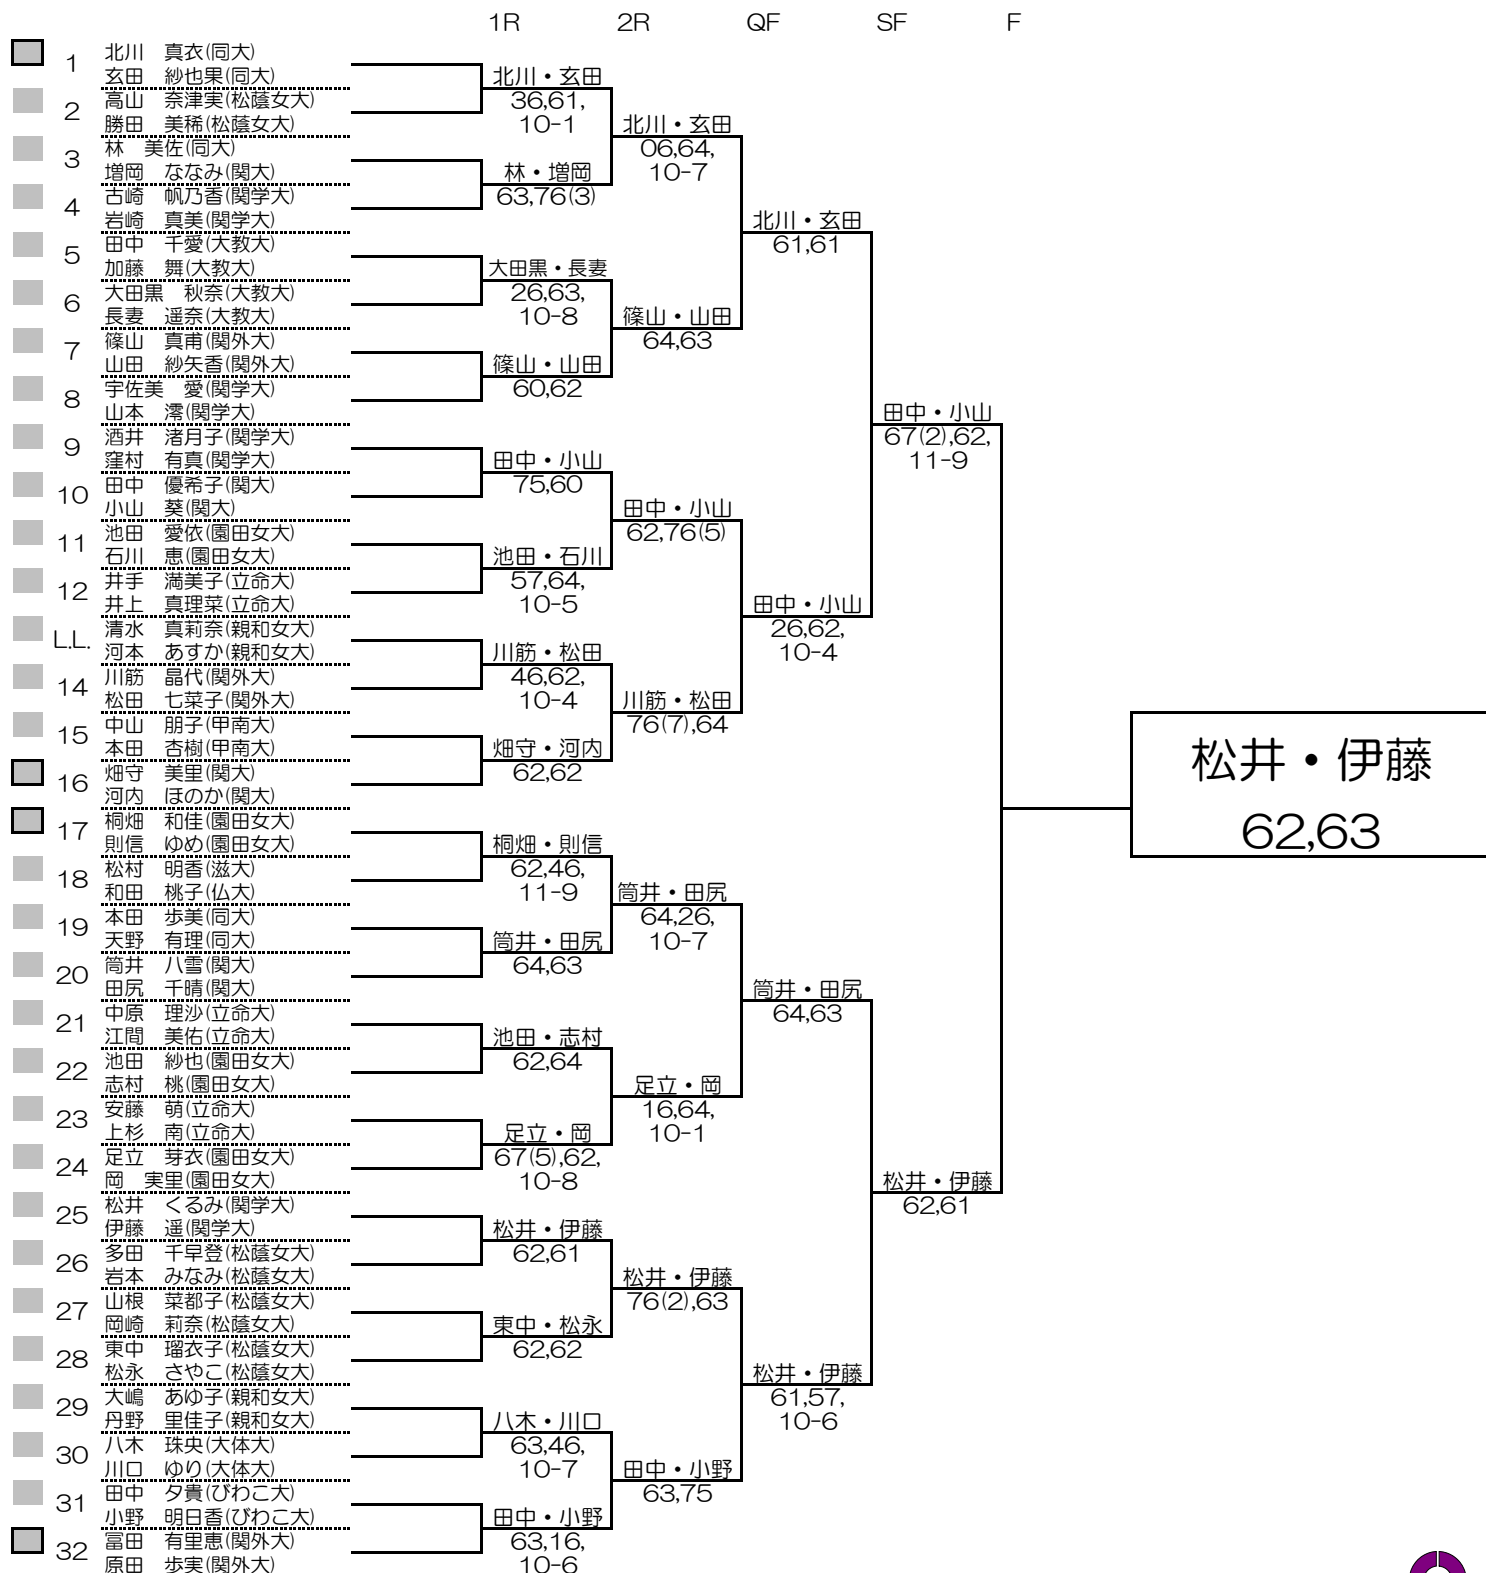 1R 2R QF SF F
1 北川 真衣(同大)
玄田 紗也果(同大)
2 高山 奈津実(松蔭女大)
勝田 美稀(松蔭女大)
3 林 美佐(同大)
増岡 ななみ(関大)
4 古崎 帆乃香(関学大)
岩崎 真美(関学大)
5 田中 千愛(大教大)
加藤 舞(大教大)
6 大田黒 秋奈(大教大)
長妻 遥奈(大教大)
7 篠山 真甫(関外大)
山田 紗矢香(関外大)
8 宇佐美 愛(関学大)
山本 澪(関学大)
9 酒井 渚月子(関学大)
窪村 有真(関学大)
10 田中 優希子(関大)
小山 葵(関大)
11 池田 愛依(園田女大)
石川 恵(園田女大)
12 井手 満美子(立命大)
井上 真理菜(立命大)
L.L. 清水 真莉奈(親和女大)
河本 あすか(親和女大)
14 川筋 晶代(関外大)
松田 七菜子(関外大)
15 中山 朋子(甲南大)
本田 杏樹(甲南大)
16 畑守 美里(関大)
河内 ほのか(関大)
17 桐畑 和佳(園田女大)
則信 ゆめ(園田女大)
18 松村 明香(滋大)
和田 桃子(仏大)
19 本田 歩美(同大)
天野 有理(同大)
20 筒井 八雪(関大)
田尻 千晴(関大)
21 中原 理沙(立命大)
江間 美佑(立命大)
22 池田 紗也(園田女大)
志村 桃(園田女大)
23 安藤 萌(立命大)
上杉 南(立命大)
24 足立 芽衣(園田女大)
岡 実里(園田女大)
25 松井 くるみ(関学大)
伊藤 遥(関学大)
26 多田 千早登(松蔭女大)
岩本 みなみ(松蔭女大)
27 山根 菜都子(松蔭女大)
岡崎 莉奈(松蔭女大)
28 東中 瑠衣子(松蔭女大)
松永 さやこ(松蔭女大)
29 大嶋 あゆ子(親和女大)
丹野 里佳子(親和女大)
30 八木 珠央(大体大)
川口 ゆり(大体大)
31 田中 夕貴(びわこ大)
小野 明日香(びわこ大)
32 冨田 有里恵(関外大)
原田 歩実(関外大)
北川・玄田
36,61,
10-1
林・増岡
63,76(3)
大田黒・長妻
26,63,
10-8
篠山・山田
60,62
田中・小山
75,60
池田・石川
57,64,
10-5
川筋・松田
46,62,
10-4
畑守・河内
62,62
桐畑・則信
62,46,
11-9
筒井・田尻
64,63
池田・志村
62,64
足立・岡
67(5),62,
10-8
松井・伊藤
62,61
東中・松永
62,62
八木・川口
63,46,
10-7
田中・小野
63,16,
10-6
北川・玄田
06,64,
10-7
篠山・山田
64,63
田中・小山
62,76(5)
川筋・松田
76(7),64
筒井・田尻
64,26,
10-7
足立・岡
16,64,
10-1
松井・伊藤
76(2),63
田中・小野
63,75
北川・玄田
61,61
田中・小山
26,62,
10-4
筒井・田尻
64,63
松井・伊藤
61,57,
10-6
田中・小山
67(2),62,
11-9
松井・伊藤
62,61
松井・伊藤
62,63